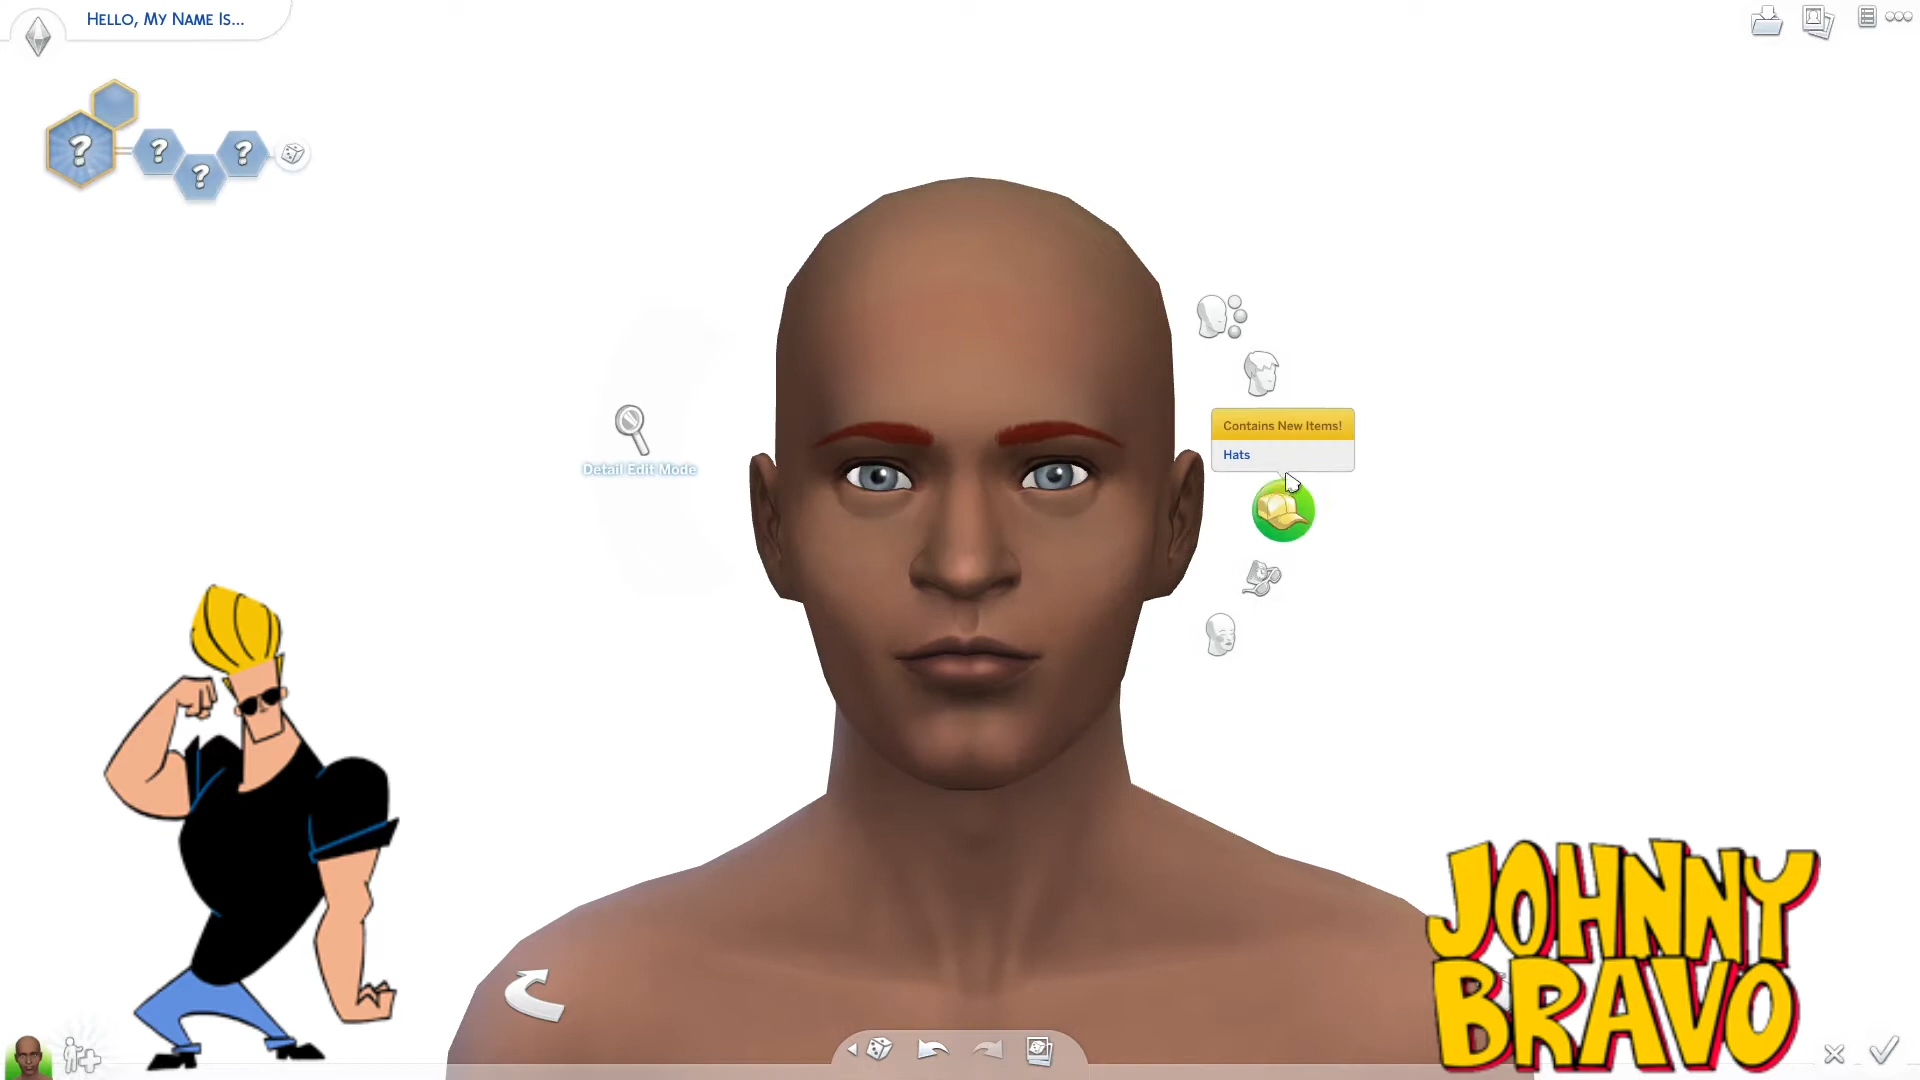 Hello, My Name Is...
Contains New Items!
Hats
Detail Edit Mode
JOHNNY
BRAVO